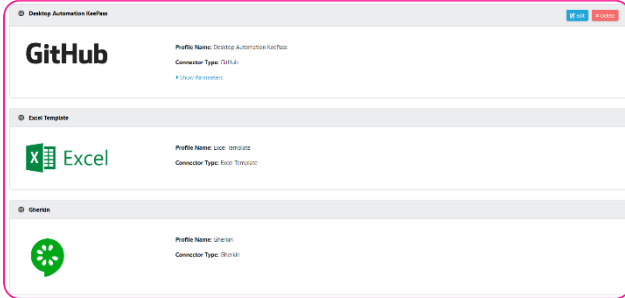 Desktop Automation KeePass
Edit
Delete
GitHub
Profile Name: Desktop Automation KeePass
Connector Type: GitHub
Show Parameters
Excel Template
X Excel
Profile Name: Excel Template
Connector Type: Excel Template
Gherkin
Profile Name: Gherkin
Connector Type: Gherkin